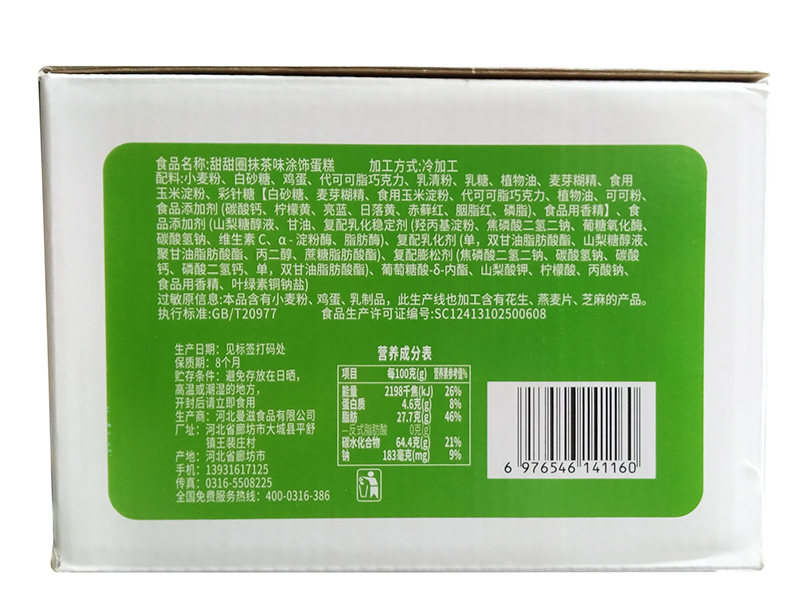 食品名称:甜甜圈抹茶味涂饰蛋糕 加工方式:冷加工
配料:小麦粉、白砂糖、鸡蛋、代可可脂巧克力、乳清粉、乳糖、植物油、麦芽糊精、食用
玉米淀粉、彩针糖【白砂糖、麦芽糊精、食用玉米淀粉、代可可脂巧克力、植物油、可可粉、
食品添加剂(碳酸钙、柠檬黄、亮蓝、日落黄、赤藓红、胭脂红、磷脂)、食品用香精】、食
品添加剂(山梨糖醇液、甘油、复配乳化稳定剂(羟丙基淀粉、焦磷酸二氢二钠、葡糖氧化酶、
碳酸氢钠、维生素C、α-淀粉酶、脂肪酶)、复配乳化剂(单,双甘油脂肪酸酯、山梨糖醇液、
聚甘油脂肪酸酯、丙二醇、蔗糖脂肪酸酯)、复配膨松剂(焦磷酸二氢二钠、碳酸氢钠、碳酸
钙、磷酸二氢钙、单,双甘油脂肪酸酯)、葡萄糖酸-δ-内酯、山梨酸钾、柠檬酸、丙酸钠、
食品用香精、叶绿素铜钠盐)
过敏原信息:本品含有小麦粉、鸡蛋、乳制品,此生产线也加工含有花生、燕麦片、芝麻的产品。
执行标准:GB/T20977 食品生产许可证编号:SC12413102500608
生产日期:见标签打码处
保质期:8个月
贮存条件:避免存放在日晒,
高温或潮湿的地方,
开封后请立即食用
生产商:河北曼滋食品有限公司
厂址:河北省廊坊市大城县平舒
镇王裴庄村
产地:河北省廊坊市
手机:13931617125
传真:0316-5508225
全国免费服务热线:400-0316-386
营养成分表
项目 每100克(g) 营养素参考值%
能量 2198千焦(kJ) 26%
蛋白质 4.6克(g) 8%
脂肪 27.7克(g) 46%
—反式脂肪酸 0克(g)
碳水化合物 64.4克(g) 21%
钠 183毫克(mg) 9%
6 976546 141160